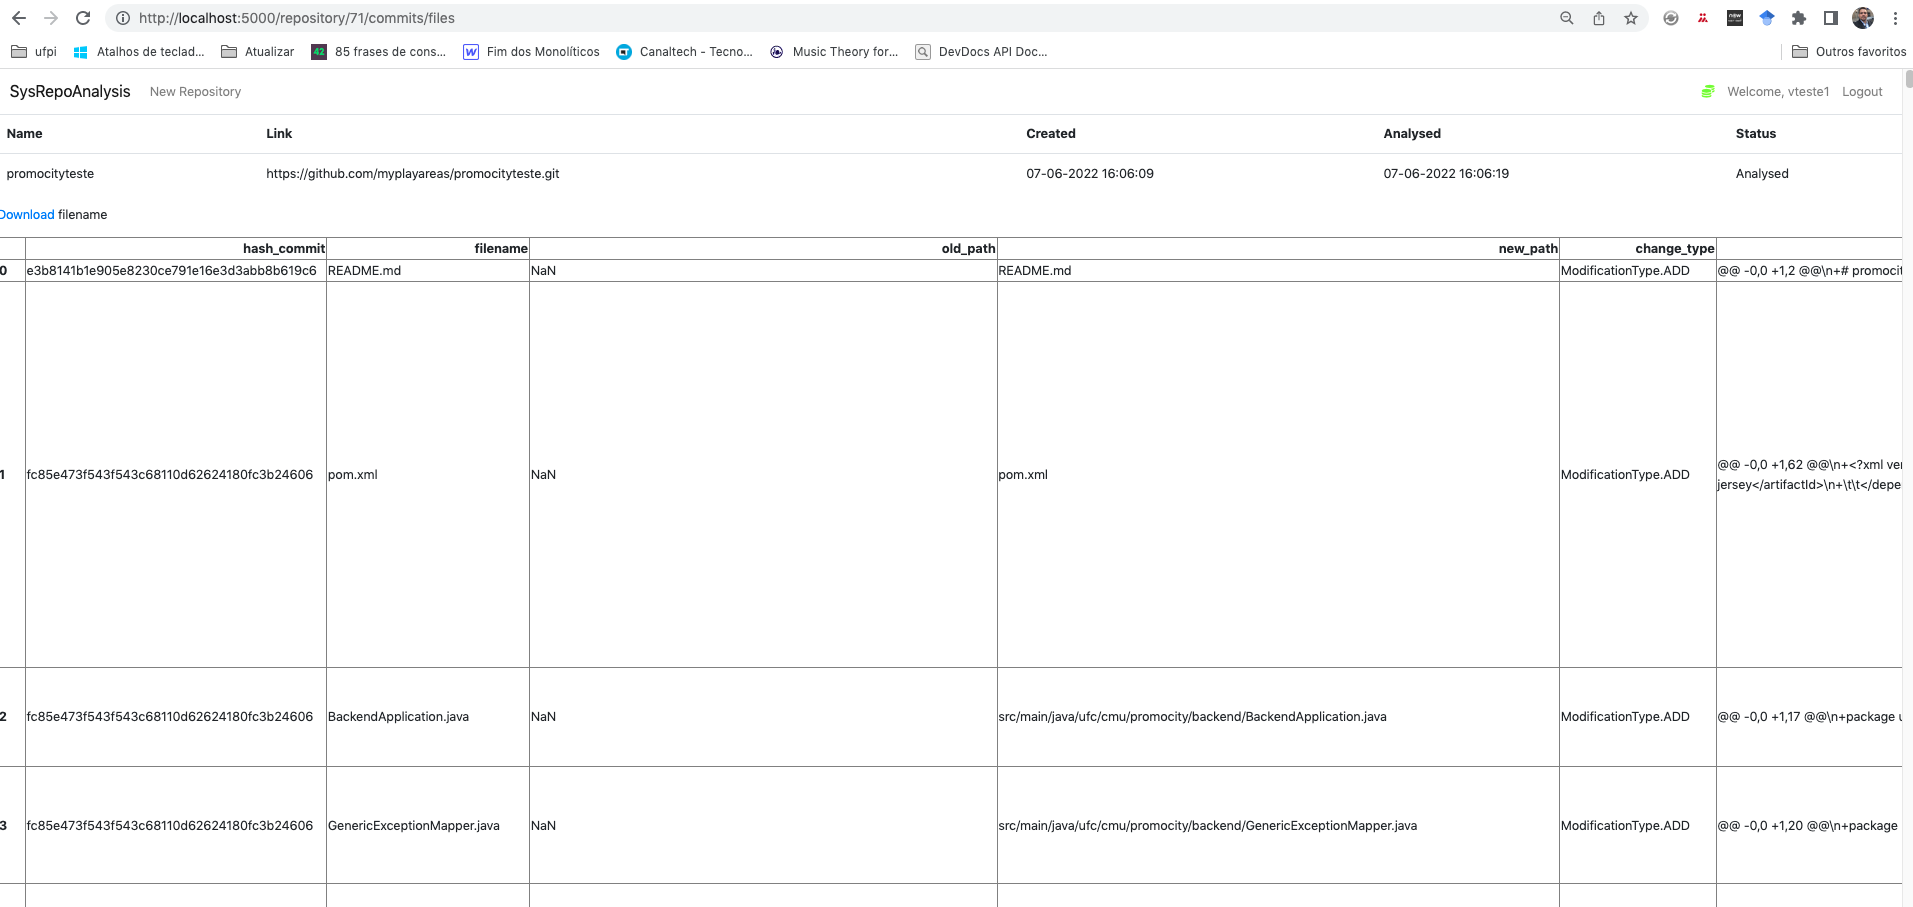 http://localhost:5000/repository/71/commits/files
ufpi Atalhos de teclad... Atualizar 42 85 frases de cons... W Fim dos Monolíticos Canaltech - Tecno... Music Theory for... DevDocs API Doc... Outros favoritos
SysRepoAnalysis New Repository Welcome, vteste1 Logout
Name Link Created Analysed Status
promocityteste https://github.com/myplayareas/promocityteste.git 07-06-2022 16:06:09 07-06-2022 16:06:19 Analysed
Download filename
hash_commit filename old_path new_path change_type
0 e3b8141b1e905e8230ce791e16e3d3abb8b619c6 README.md NaN README.md ModificationType.ADD @@ -0,0 +1,2 @@\n+# promocit
1 fc85e473f543f543c68110d62624180fc3b24606 pom.xml NaN pom.xml ModificationType.ADD @@ -0,0 +1,62 @@\n+<?xml ver
jersey</artifactId>\n+\t\t</depe
2 fc85e473f543f543c68110d62624180fc3b24606 BackendApplication.java NaN src/main/java/ufc/cmu/promocity/backend/BackendApplication.java ModificationType.ADD @@ -0,0 +1,17 @@\n+package u
3 fc85e473f543f543c68110d62624180fc3b24606 GenericExceptionMapper.java NaN src/main/java/ufc/cmu/promocity/backend/GenericExceptionMapper.java ModificationType.ADD @@ -0,0 +1,20 @@\n+package